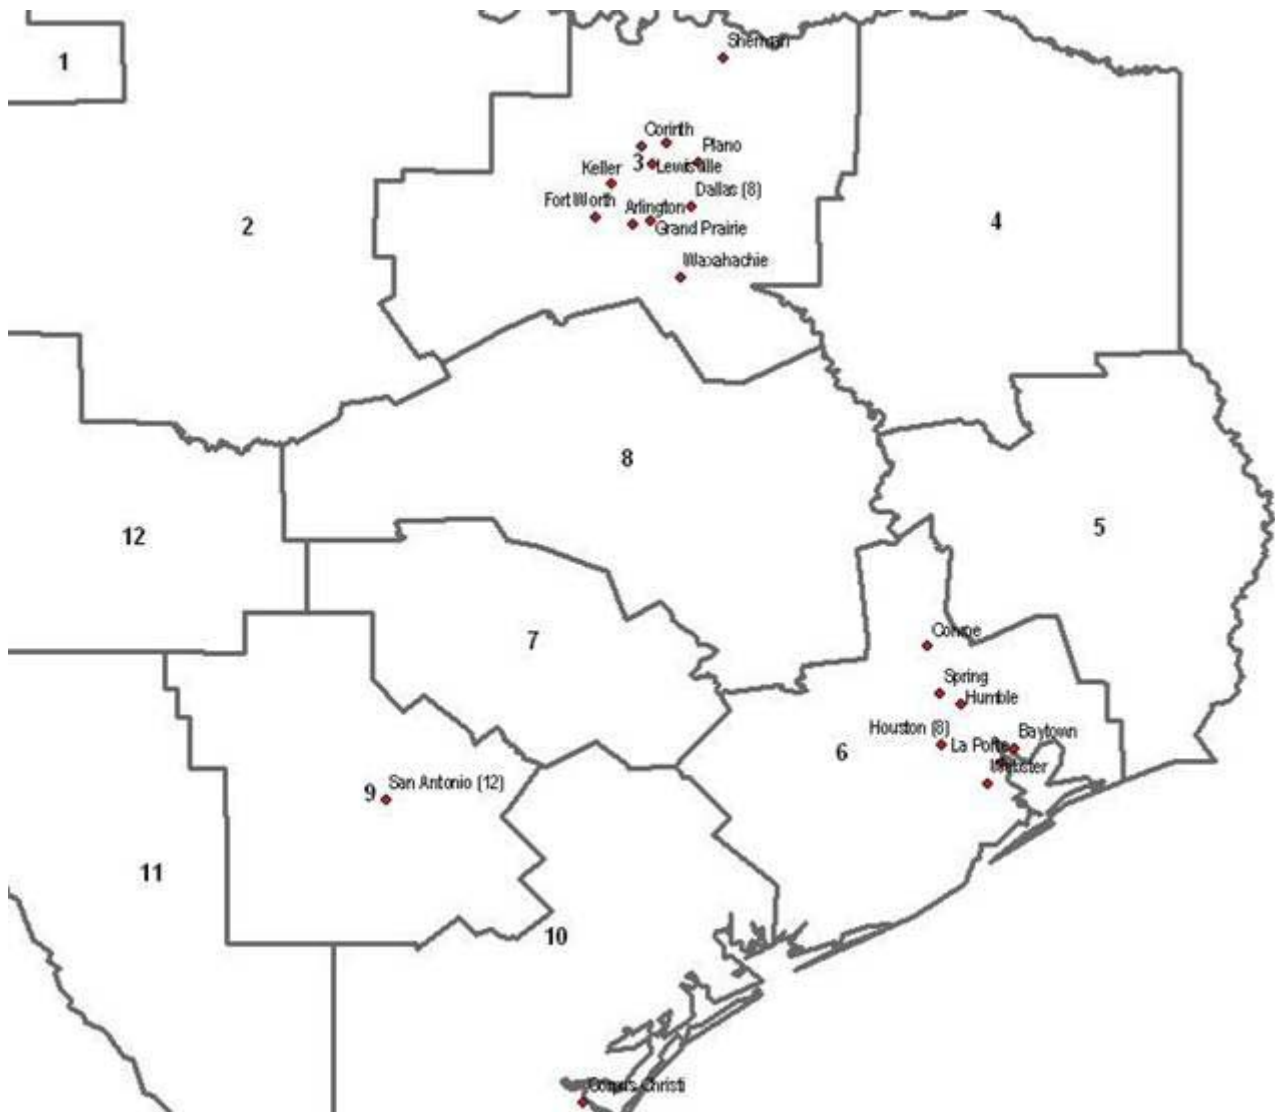 1
Sherman
Corinth
Plano
3
Lewisville
Keller
Dallas (8)
Fort Worth
Arlington
Grand Prairie
2
4
Waxahachie
8
12
5
Conroe
7
Spring
Humble
Houston (8)
La Porte
Baytown
6
Webster
9
San Antonio (12)
11
10
Corpus Christi